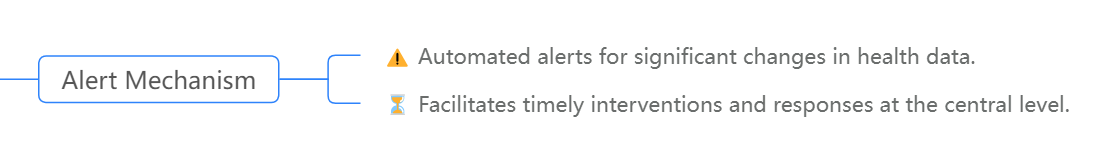 Alert Mechanism
⚠️ Automated alerts for significant changes in health data.
⏳ Facilitates timely interventions and responses at the central level.